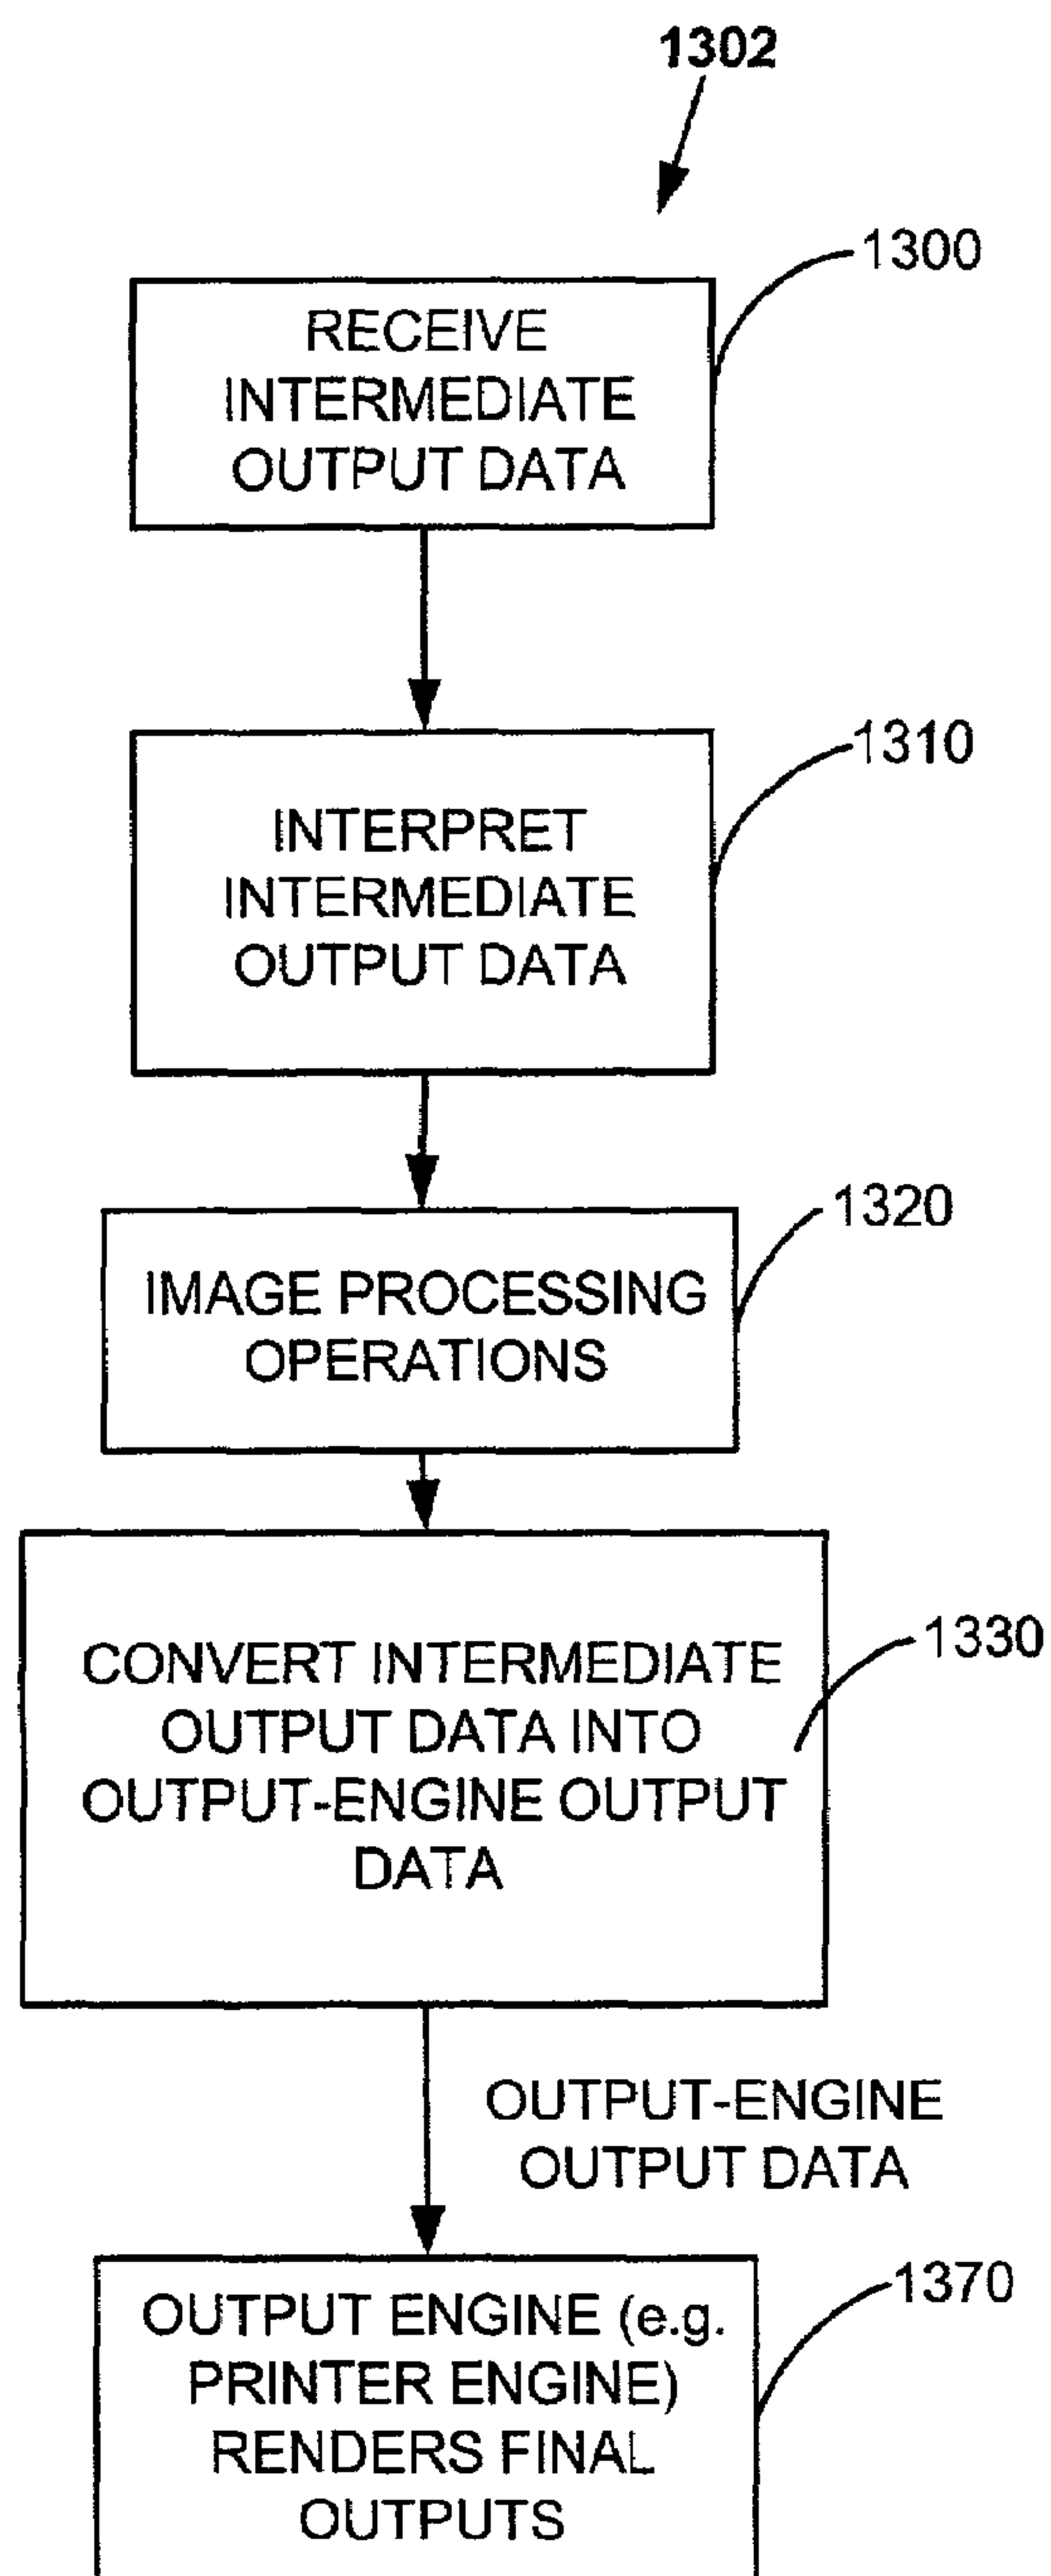 1302
1300
RECEIVE
INTERMEDIATE
OUTPUT DATA
1310
INTERPRET
INTERMEDIATE
OUTPUT DATA
1320
IMAGE PROCESSING
OPERATIONS
1330
CONVERT INTERMEDIATE
OUTPUT DATA INTO
OUTPUT-ENGINE OUTPUT
DATA
OUTPUT-ENGINE
OUTPUT DATA
1370
OUTPUT ENGINE (e.g.
PRINTER ENGINE)
RENDERS FINAL
OUTPUTS